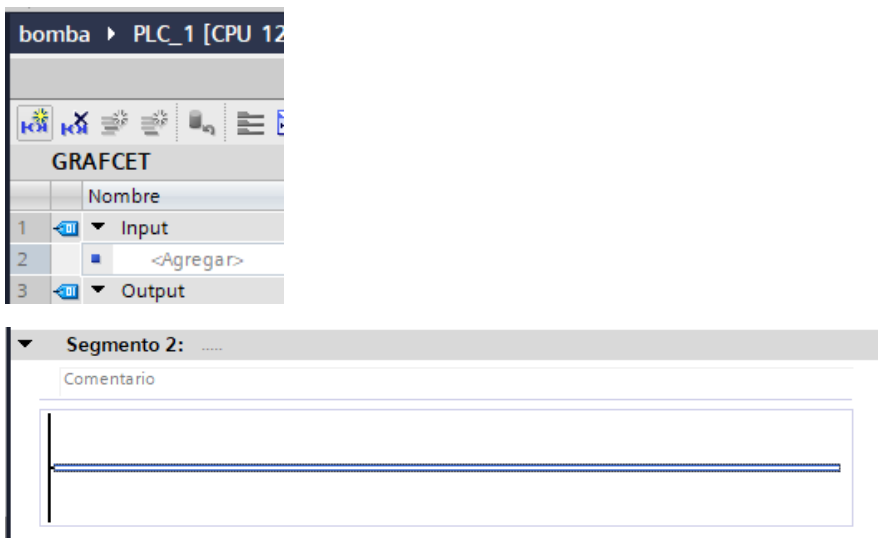 bomba ▸ PLC_1 [CPU 12
GRAFCET
Nombre
1 Input
2 <Agregar>
3 Output
Segmento 2: .....
Comentario